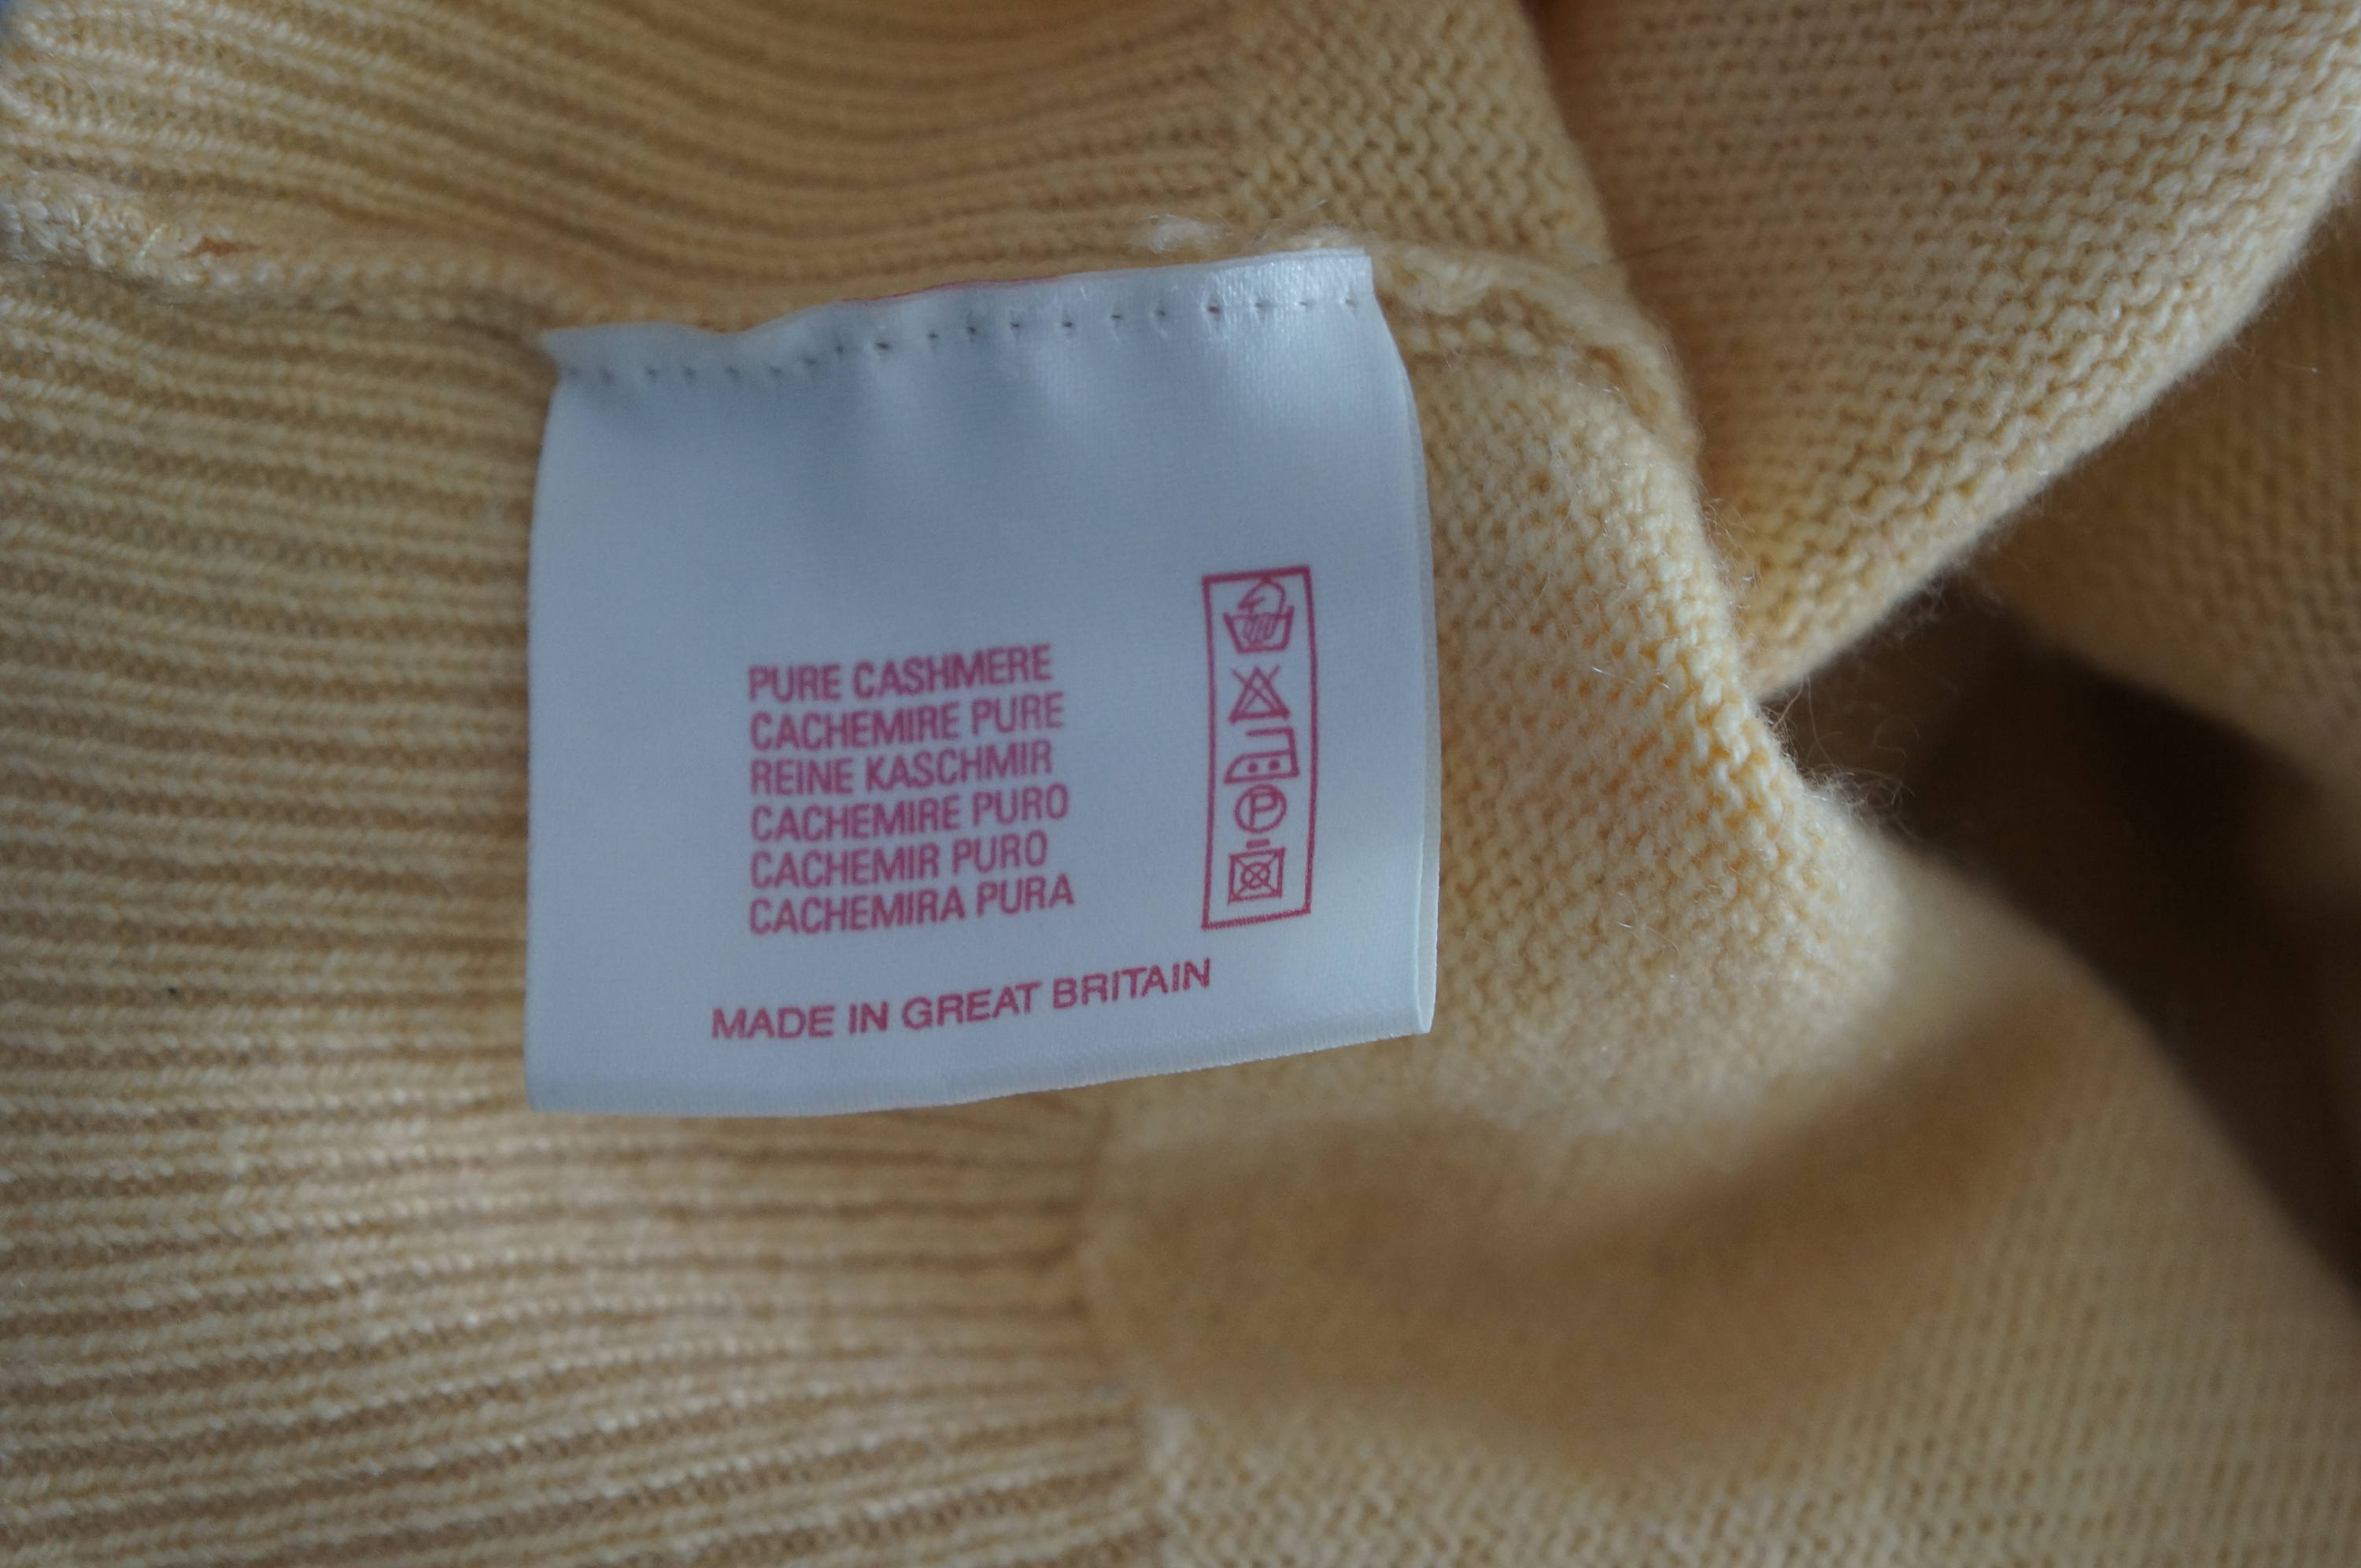 PURE CASHMERE
CACHEMIRE PURE
REINE KASCHMIR
CACHEMIRE PURO
CACHEMIR PURO
CACHEMIRA PURA
P
MADE IN GREAT BRITAIN